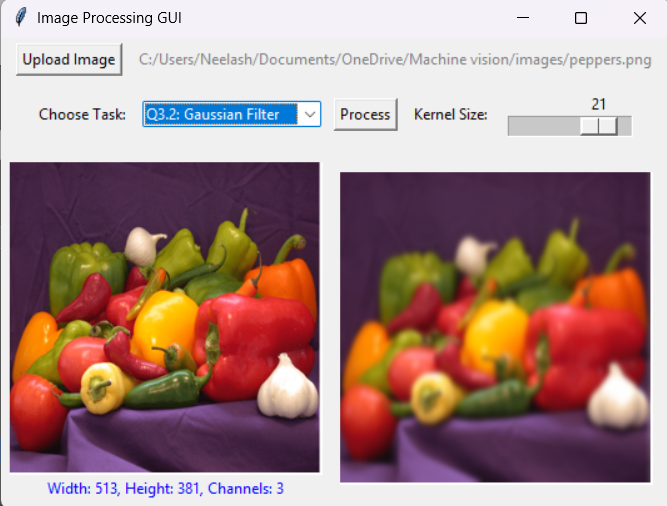 Image Processing GUI
Upload Image C:/Users/Neelash/Documents/OneDrive/Machine vision/images/peppers.png
21
Choose Task: Q3.2: Gaussian Filter Process Kernel Size:
Width: 513, Height: 381, Channels: 3